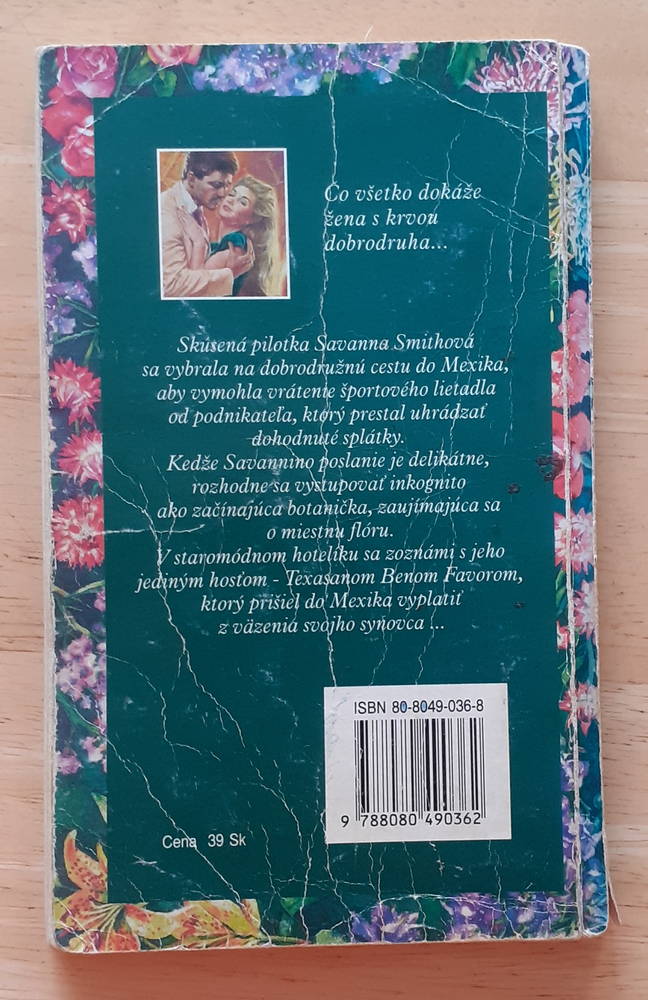 Čo všetko dokáže
žena s krvou
dobrodruha...
Skúsená pilotka Savanna Smithová
sa vybrala na dobrodružnú cestu do Mexika,
aby vymohla vrátenie športového lietadla
od podnikateľa, ktorý prestal uhrádzať
dohodnuté splátky.
Kedže Savannino poslanie je delikátne,
rozhodne sa vystupovať inkognito
ako začínajúca botanička, zaujímajúca sa
o miestnu flóru.
V staromódnom hotelíku sa zoznámi s jeho
jediným hosťom - Texasanom Benom Favorom,
ktorý prišiel do Mexika vyplatiť
z väzenia svojho synovca ...
ISBN 80-8049-036-8
9 788080 490362
Cena 39 Sk